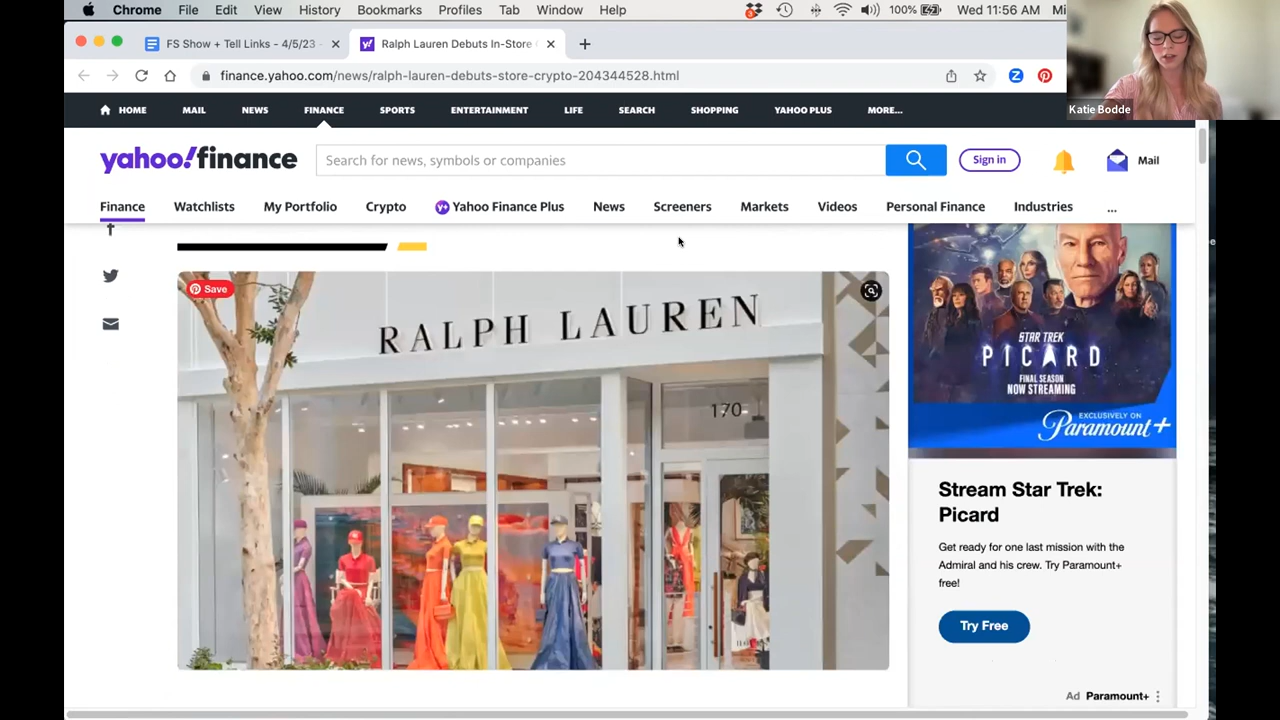 Chrome File Edit View History Bookmarks Profiles Tab Window Help 3 100% Wed 11:56 AM Mi
FS Show + Tell Links - 4/5/23 Ralph Lauren Debuts In-Store
finance.yahoo.com/news/ralph-lauren-debuts-store-crypto-204344528.html
Katie Bodde
HOME MAIL NEWS FINANCE SPORTS ENTERTAINMENT LIFE SEARCH SHOPPING YAHOO PLUS MORE...
yahoo!finance Search for news, symbols or companies Sign in Mail
Finance Watchlists My Portfolio Crypto Yahoo Finance Plus News Screeners Markets Videos Personal Finance Industries ...
Save
RALPH LAUREN
170
STAR TREK
PICARD
FINAL SEASON
NOW STREAMING
EXCLUSIVELY ON
Paramount+
Stream Star Trek:
Picard
Get ready for one last mission with the
Admiral and his crew. Try Paramount+
free!
Try Free
Ad Paramount+